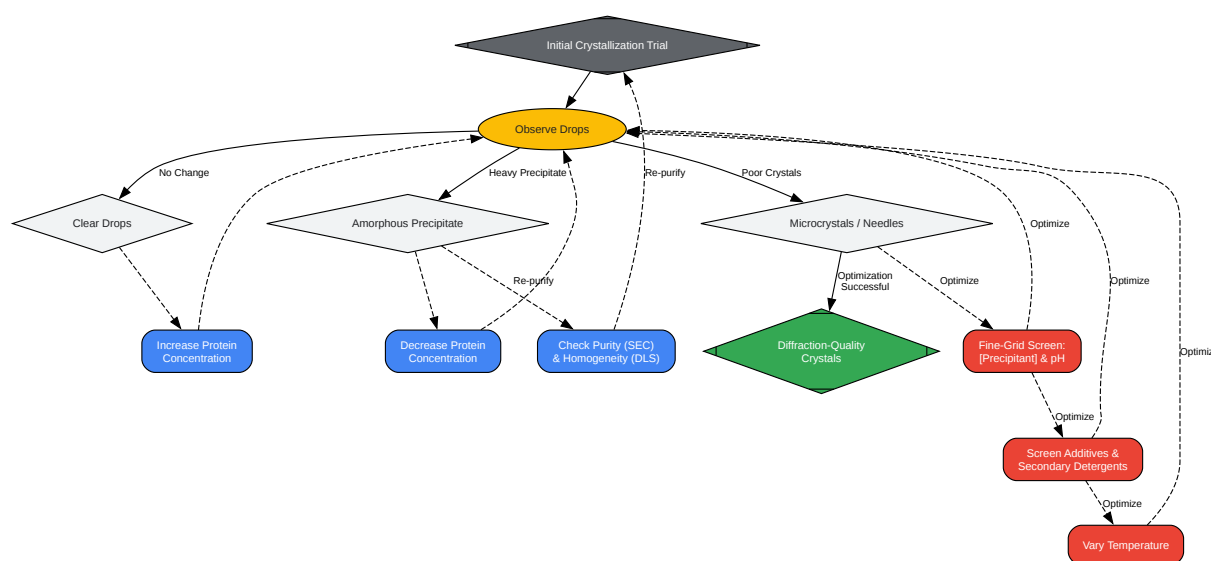 Initial Crystallization Trial
Observe Drops
No Change
Heavy Precipitate
Re-purify
Poor Crystals
Clear Drops
Amorphous Precipitate
Microcrystals / Needles
Optimize
Re-purify
Optimization
Successful
Optimize
Optimize
Increase Protein
Concentration
Decrease Protein
Concentration
Check Purity (SEC)
& Homogeneity (DLS)
Diffraction-Quality
Crystals
Fine-Grid Screen:
[Precipitant] & pH
Optimiz
Optimize
Screen Additives &
Secondary Detergents
Optimize
Vary Temperature